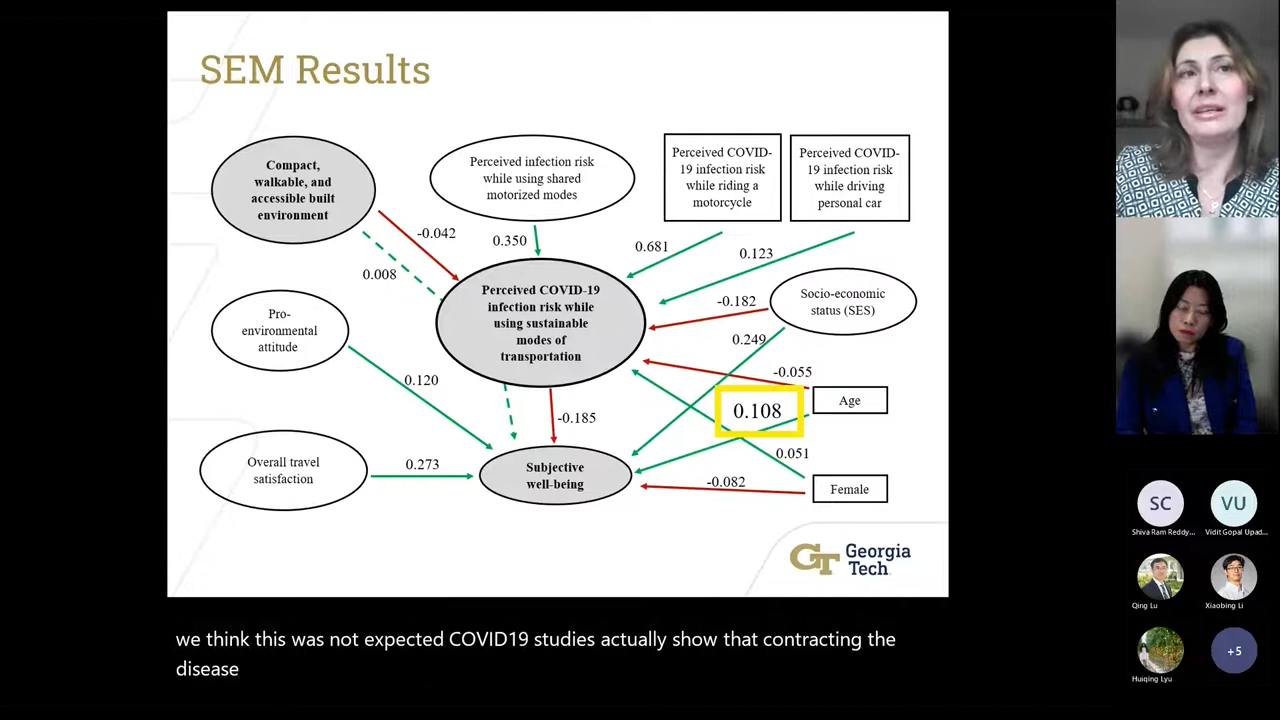 SEM Results
Compact,
walkable, and
accessible built
environment
Perceived infection risk
while using shared
motorized modes
Perceived COVID-
19 infection risk
while riding a
motorcycle
Perceived COVID-
19 infection risk
while driving
personal car
-0.042
0.350
0.681
0.123
0.008
Perceived COVID-19
infection risk while
using sustainable
modes of
transportation
-0.182
Socio-economic
status (SES)
Pro-
environmental
attitude
0.249
-0.055
0.120
0.108
Age
-0.185
0.051
Overall travel
satisfaction
0.273
Subjective
well-being
-0.082
Female
GT Georgia
Tech
we think this was not expected COVID19 studies actually show that contracting the
disease
SC
VU
Shiva Ram Reddy...
Vidit Gopal Upad...
Qing Lu
Xiaobing Li
Huiqing Lyu
+5